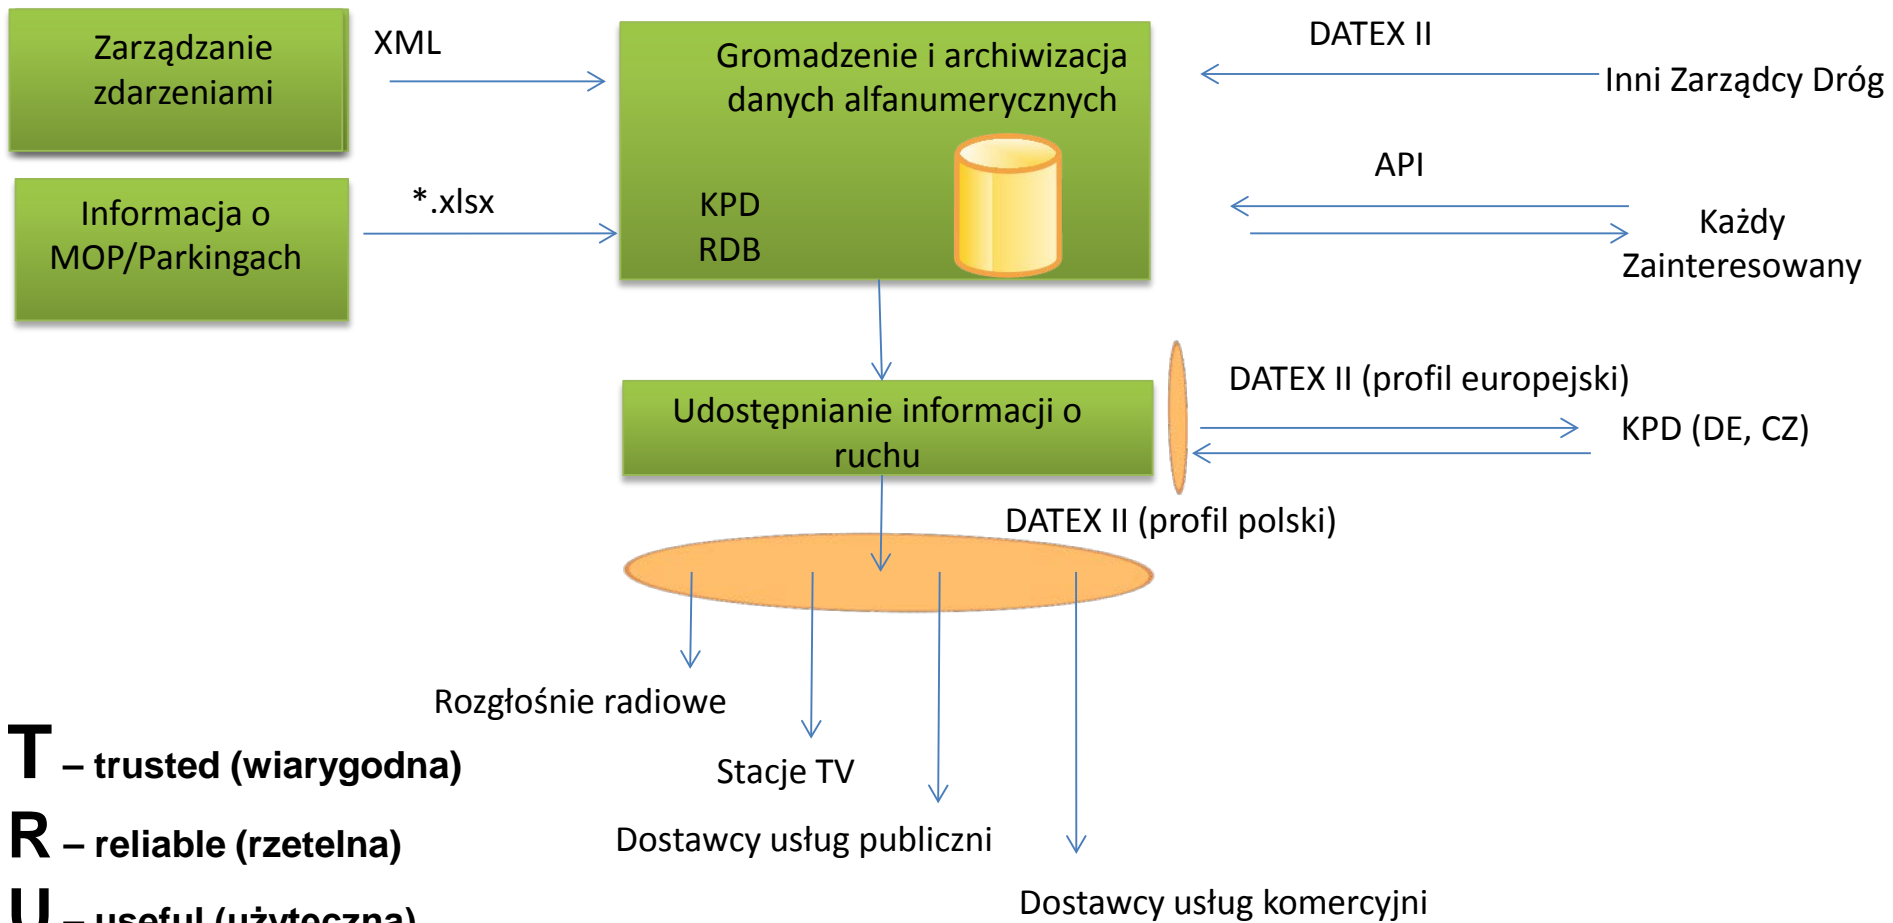 Zarządzanie
zdarzeniami
XML
Gromadzenie i archiwizacja
danych alfanumerycznych
DATEX II
Inni Zarządcy Dróg
Informacja o
MOP/Parkingach
*.xlsx
KPD
RDB
API
Każdy
Zainteresowany
Udostępnianie informacji o
ruchu
DATEX II (profil europejski)
KPD (DE, CZ)
DATEX II (profil polski)
Rozgłośnie radiowe
Stacje TV
Dostawcy usług publiczni
Dostawcy usług komercyjni
T – trusted (wiarygodna)
R – reliable (rzetelna)
U – useful (użyteczna)